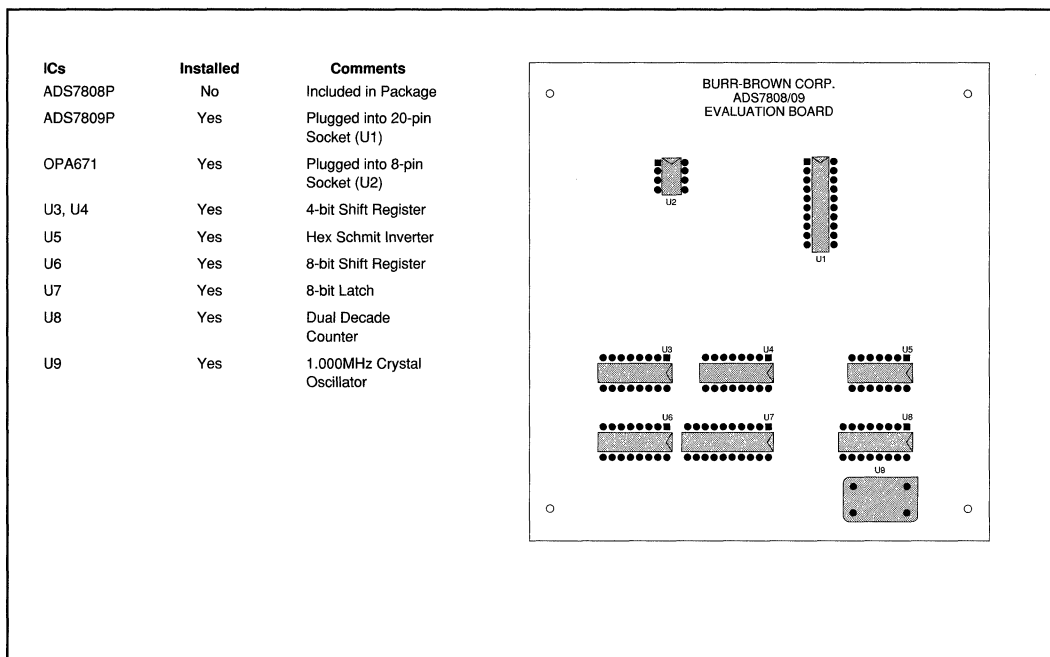 ICs Installed Comments
ADS7808P No Included in Package
ADS7809P Yes Plugged into 20-pin
Socket (U1)
OPA671 Yes Plugged into 8-pin
Socket (U2)
U3, U4 Yes 4-bit Shift Register
U5 Yes Hex Schmit Inverter
U6 Yes 8-bit Shift Register
U7 Yes 8-bit Latch
U8 Yes Dual Decade
Counter
U9 Yes 1.000MHz Crystal
Oscillator
BURR-BROWN CORP.
ADS7808/09
EVALUATION BOARD
U2
U1
U3 U4 U5
U6 U7 U8
U9